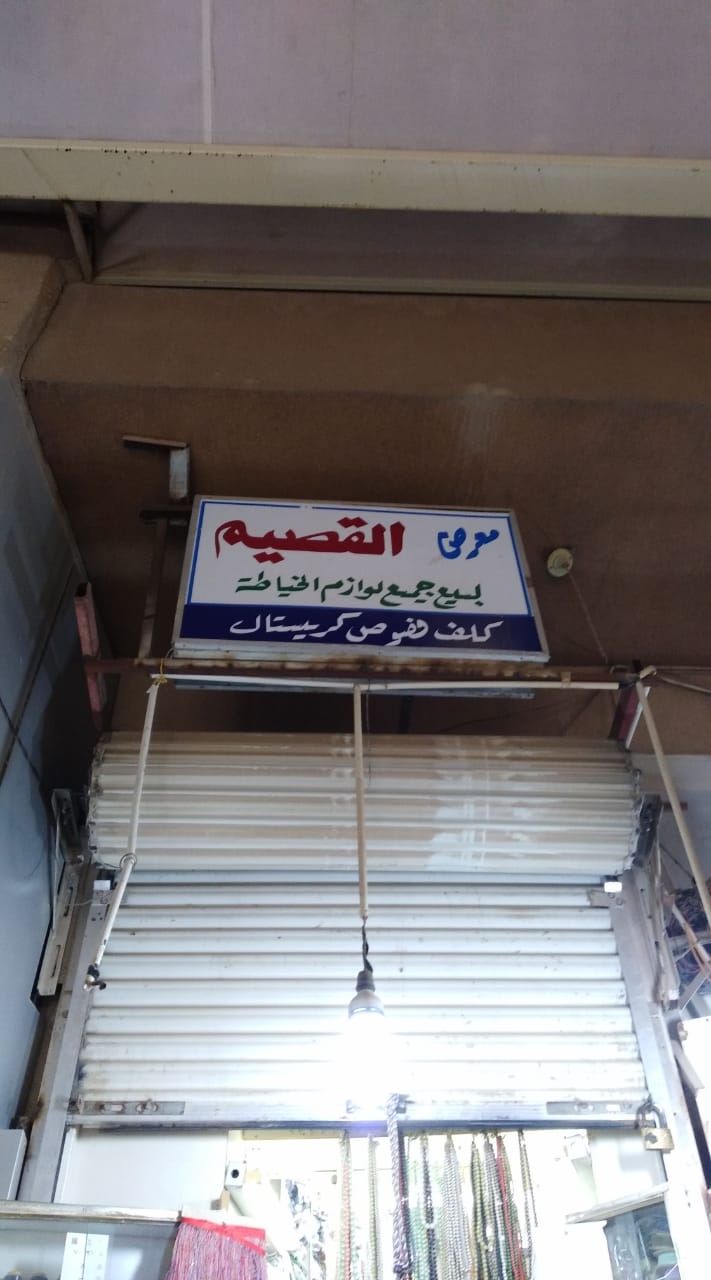 معرض القصيم
لبيع جميع لوازم الخياطة
كلف فصوص كريستال